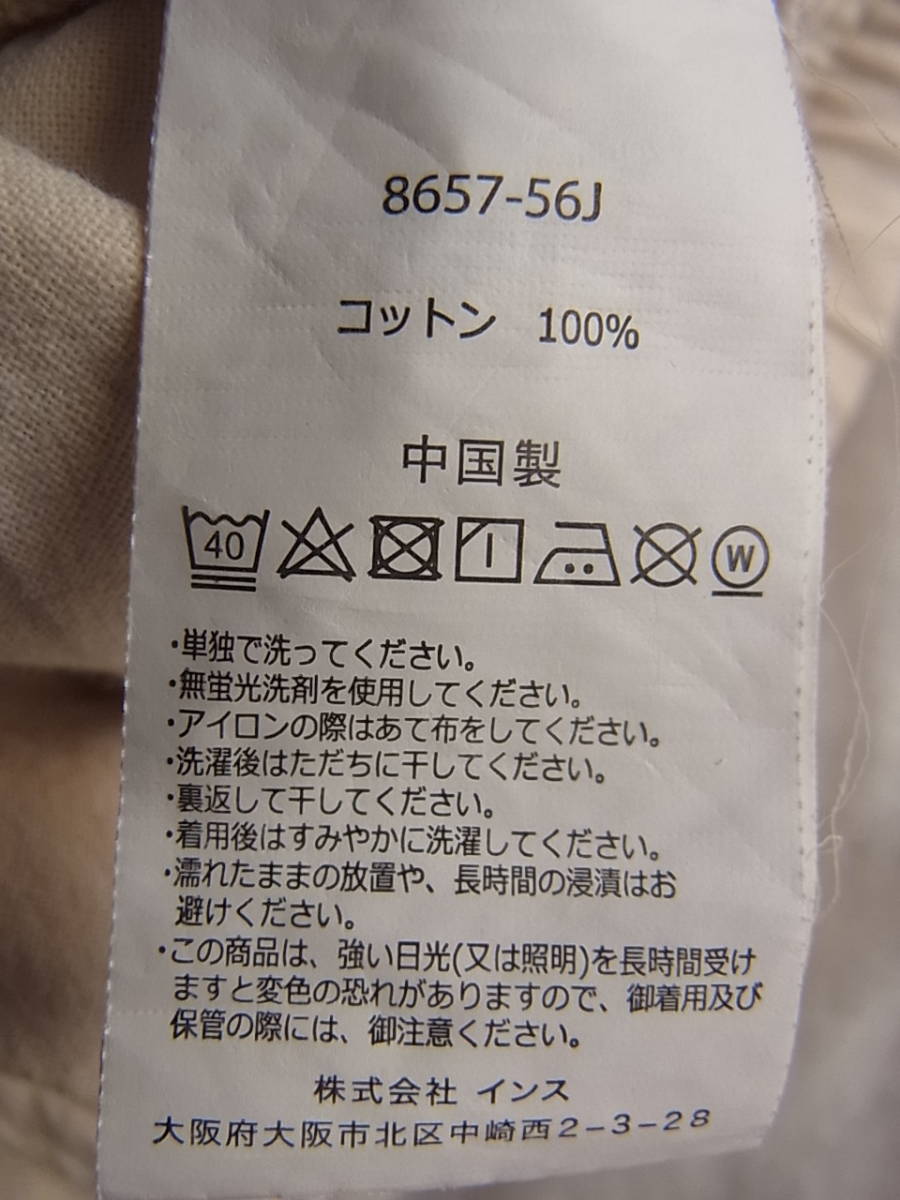 8657-56J
コットン 100%
中国製
40 W
・単独で洗ってください。
・無蛍光洗剤を使用してください。
・アイロンの際はあて布をしてください。
・洗濯後はただちに干してください。
・裏返して干してください。
・着用後はすみやかに洗濯してください。
・濡れたままの放置や、長時間の浸漬はお
避けください。
・この商品は、強い日光(又は照明)を長時間受け
ますと変色の恐れがありますので、御着用及び
保管の際には、御注意ください。
株式会社 インス
大阪府大阪市北区中崎西2-3-28